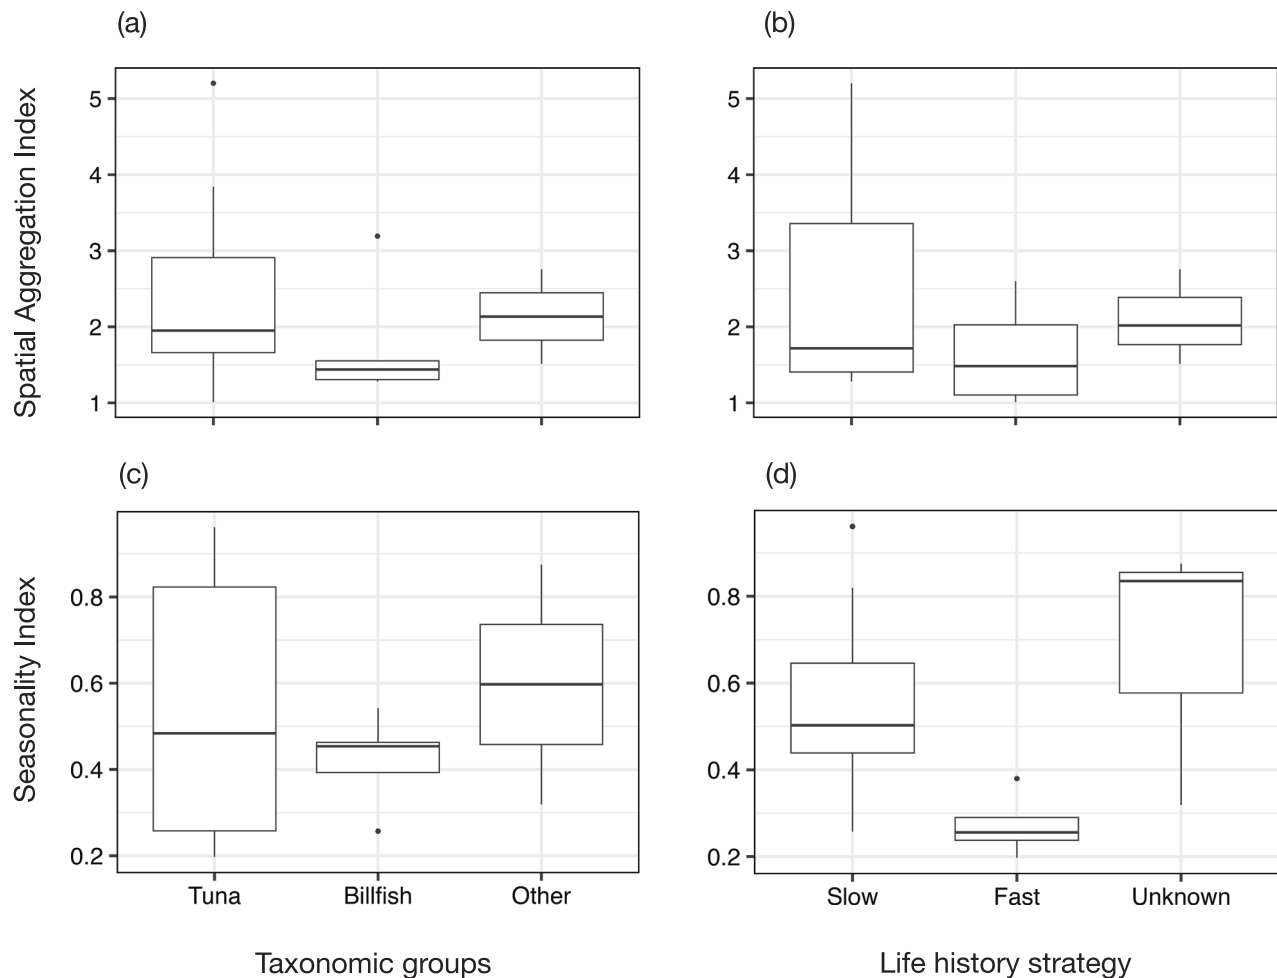 (a)
(b)
Spatial Aggregation Index
5
4
3
2
1
5
4
3
2
1
(c)
(d)
Seasonality Index
0.8
0.6
0.4
0.2
0.8
0.6
0.4
0.2
Tuna Billfish Other
Slow Fast Unknown
Taxonomic groups
Life history strategy